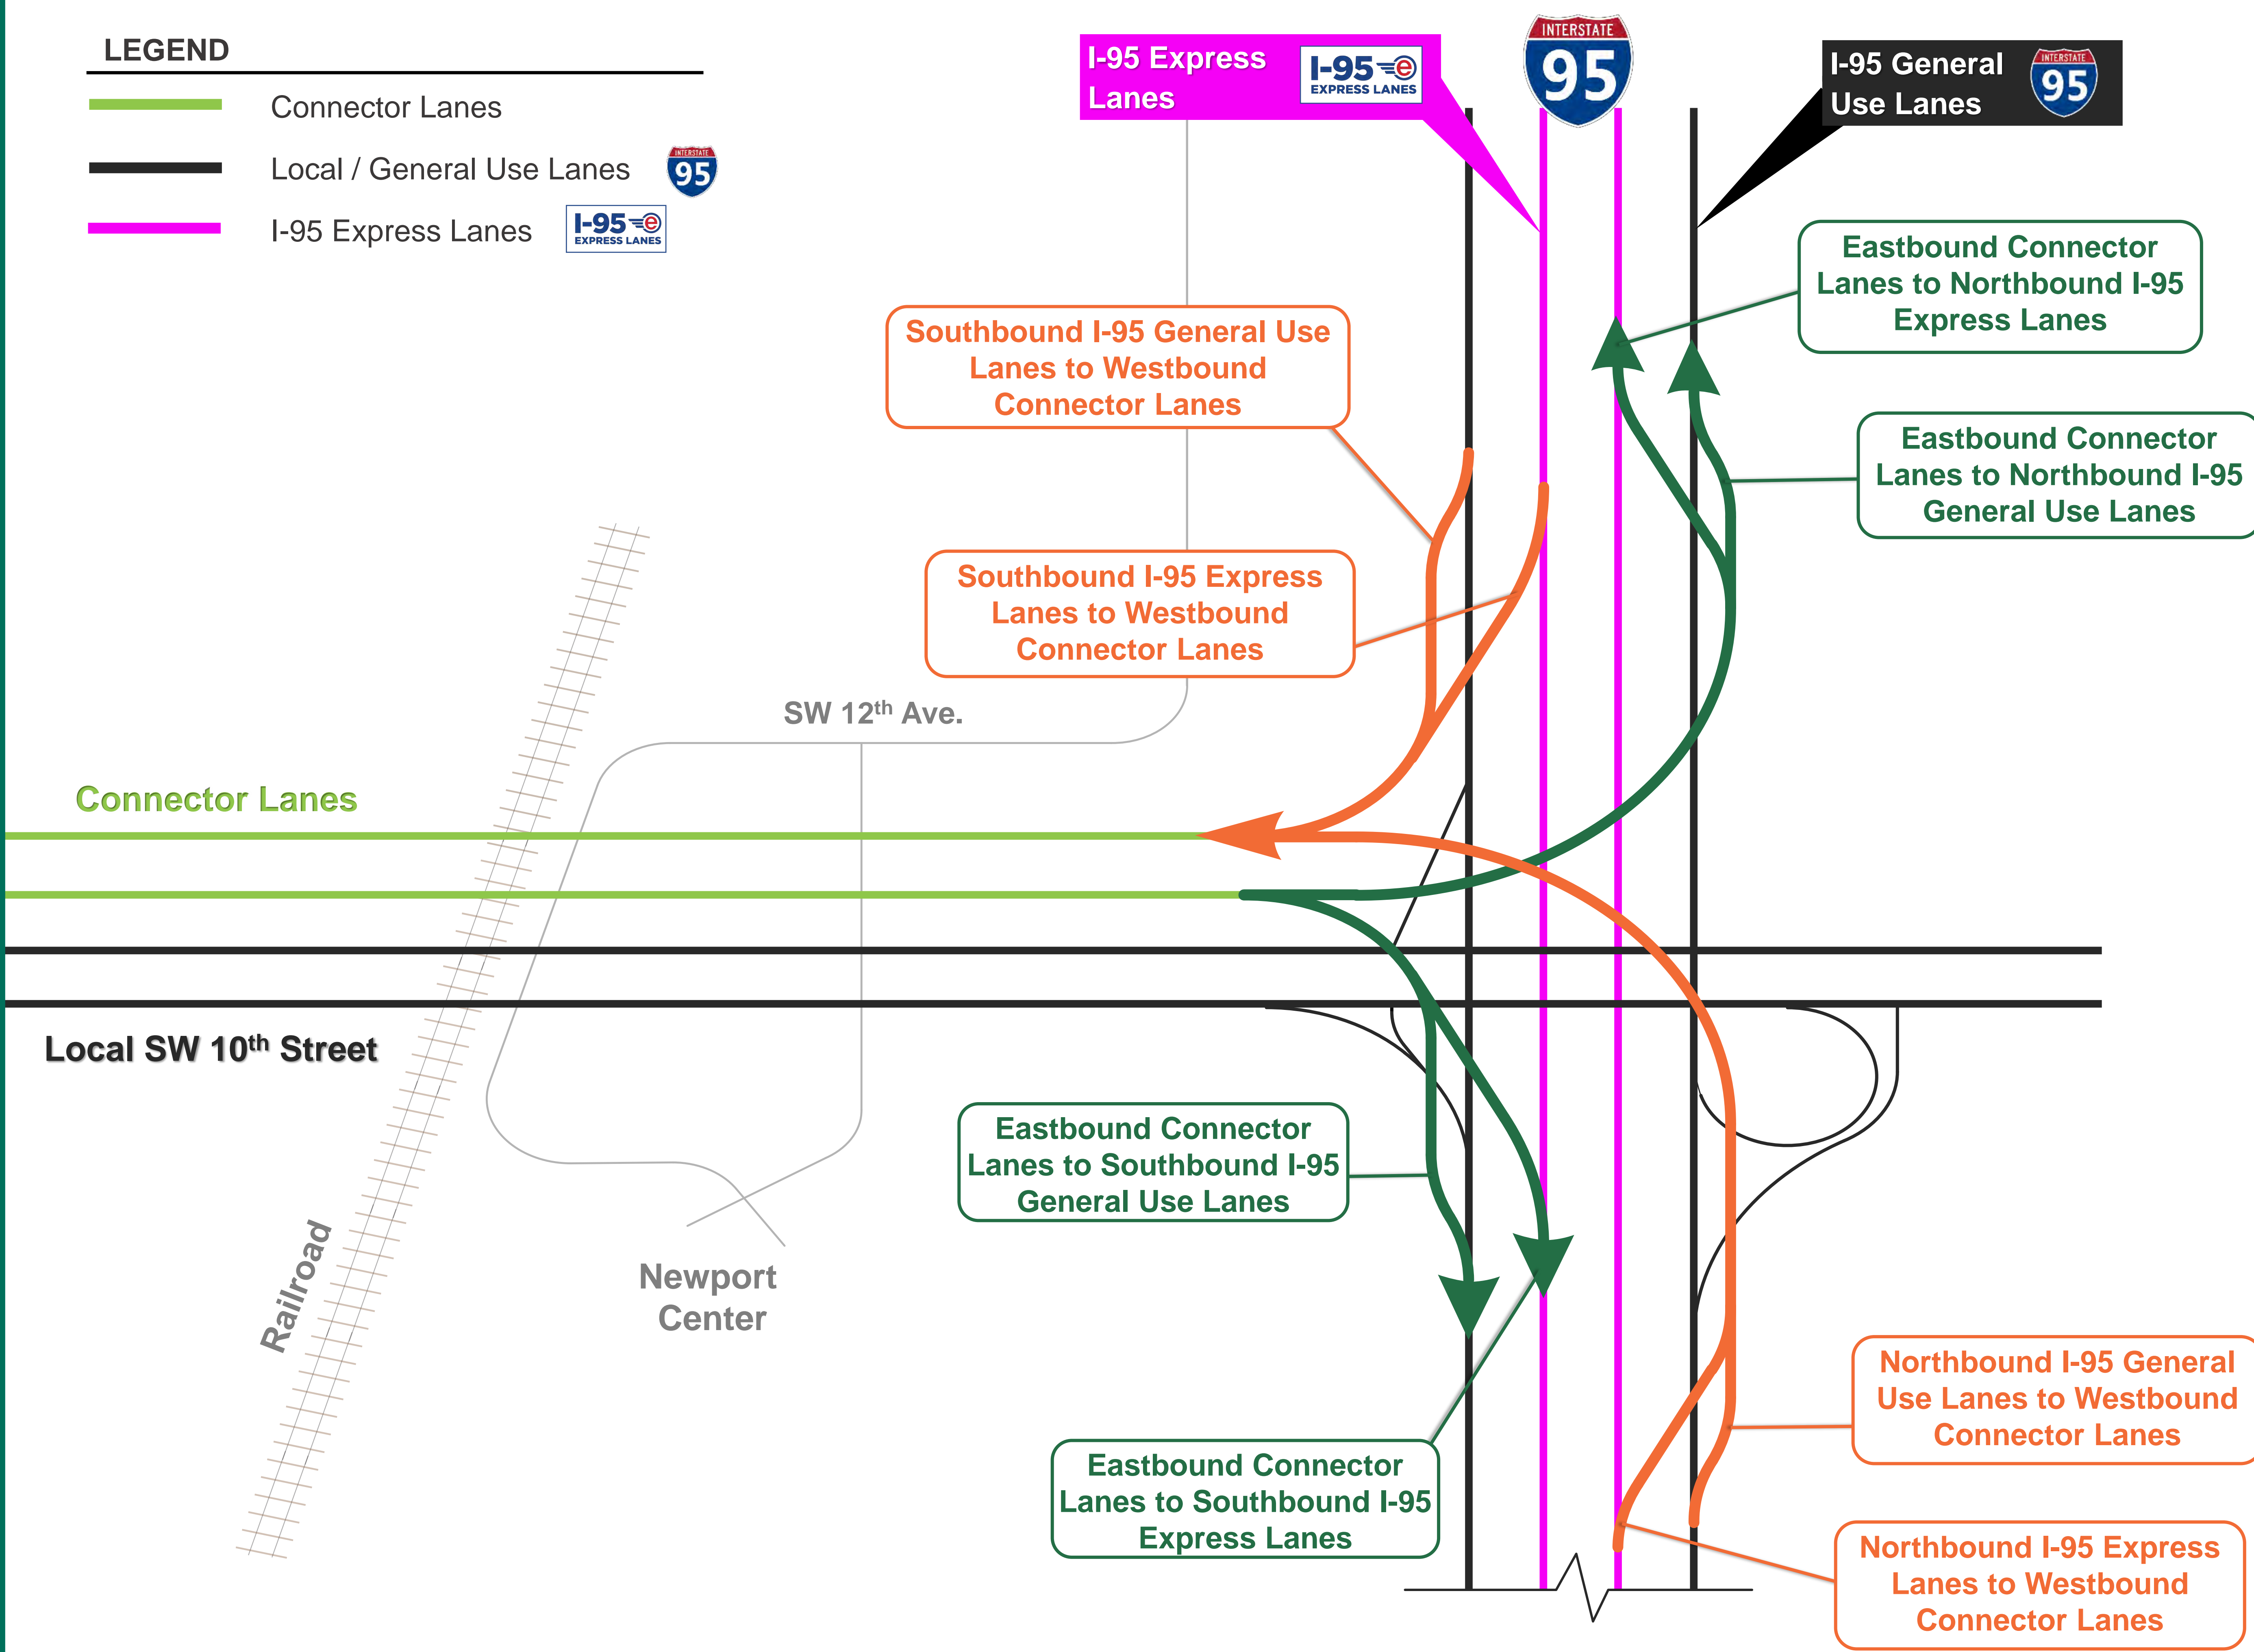 LEGEND
Connector Lanes
Local / General Use Lanes
INTERSTATE
95
I-95 Express Lanes
I-95 e
EXPRESS LANES
I-95 Express
Lanes
I-95 e
EXPRESS LANES
INTERSTATE
95
I-95 General
Use Lanes
INTERSTATE
95
Eastbound Connector
Lanes to Northbound I-95
Express Lanes
Southbound I-95 General Use
Lanes to Westbound
Connector Lanes
Eastbound Connector
Lanes to Northbound I-95
General Use Lanes
Southbound I-95 Express
Lanes to Westbound
Connector Lanes
SW 12th Ave.
Connector Lanes
Local SW 10th Street
Eastbound Connector
Lanes to Southbound I-95
General Use Lanes
Railroad
Newport
Center
Northbound I-95 General
Use Lanes to Westbound
Connector Lanes
Eastbound Connector
Lanes to Southbound I-95
Express Lanes
Northbound I-95 Express
Lanes to Westbound
Connector Lanes